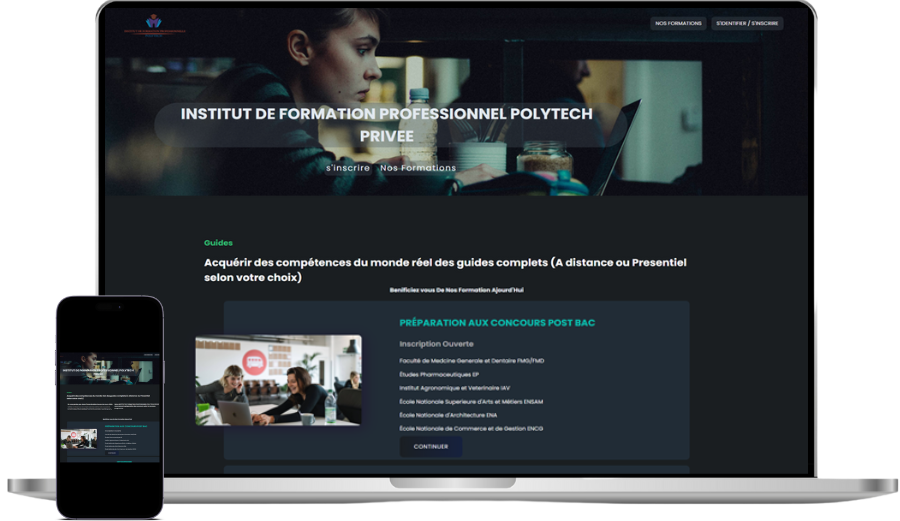 NOS FORMATIONS
S'IDENTIFIER / S'INSCRIRE
INSTITUT DE FORMATION PROFESSIONNEL POLYTECH
PRIVEE
s'inscrire Nos Formations
Guides
Acquérir des compétences du monde réel des guides complets (A distance ou Presentiel
selon votre choix)
Benificiez vous De Nos Formation Ajourd'Hui
PRÉPARATION AUX CONCOURS POST BAC
Inscription Ouverte
Faculté de Medcine Generale et Dentaire FMG/FMD
Études Pharmaceutiques EP
Institut Agronomique et Veterinaire IAV
École Nationale Superieure d'Arts et Métiers ENSAM
École Nationale d'Architecture ENA
École Nationale de Commerce et de Gestion ENCG
CONTINUER